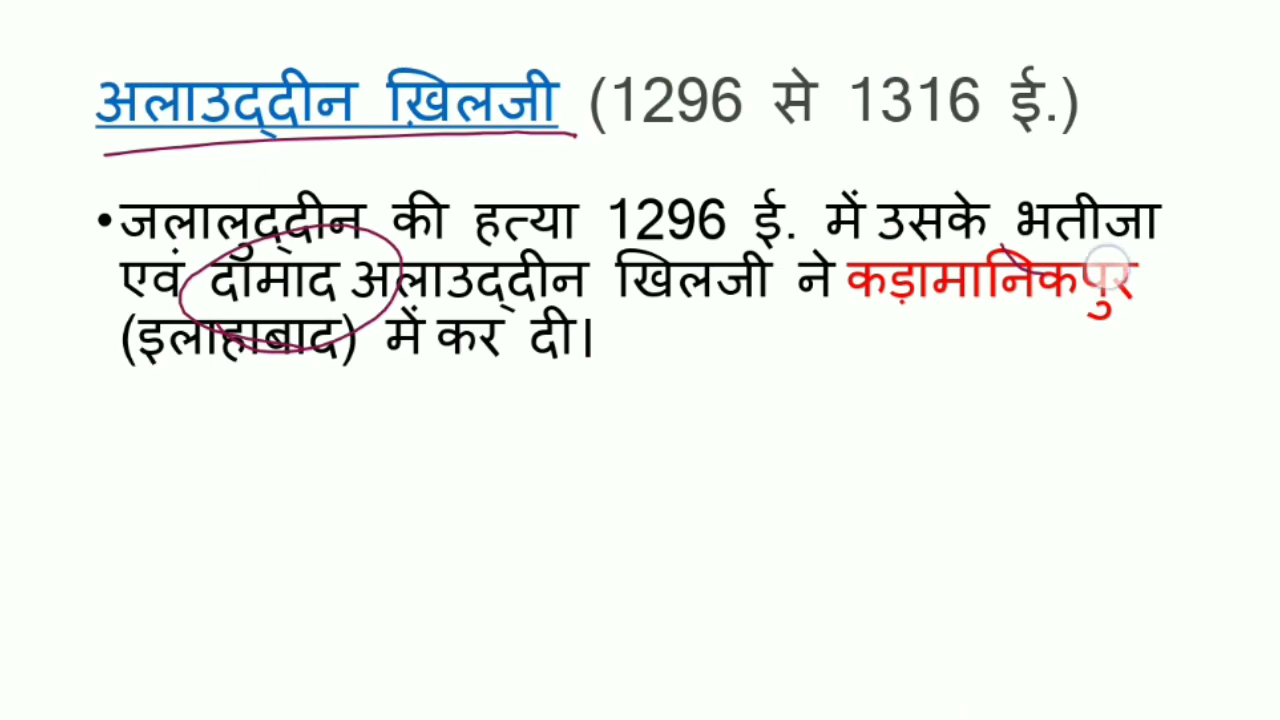 अलाउद्दीन ख़िलजी (1296 से 1316 ई.)
•जलालुद्दीन की हत्या 1296 ई. में उसके भतीजा
एवं दामाद अलाउद्दीन खिलजी ने कड़ामानिकपुर
(इलाहाबाद) में कर दी।